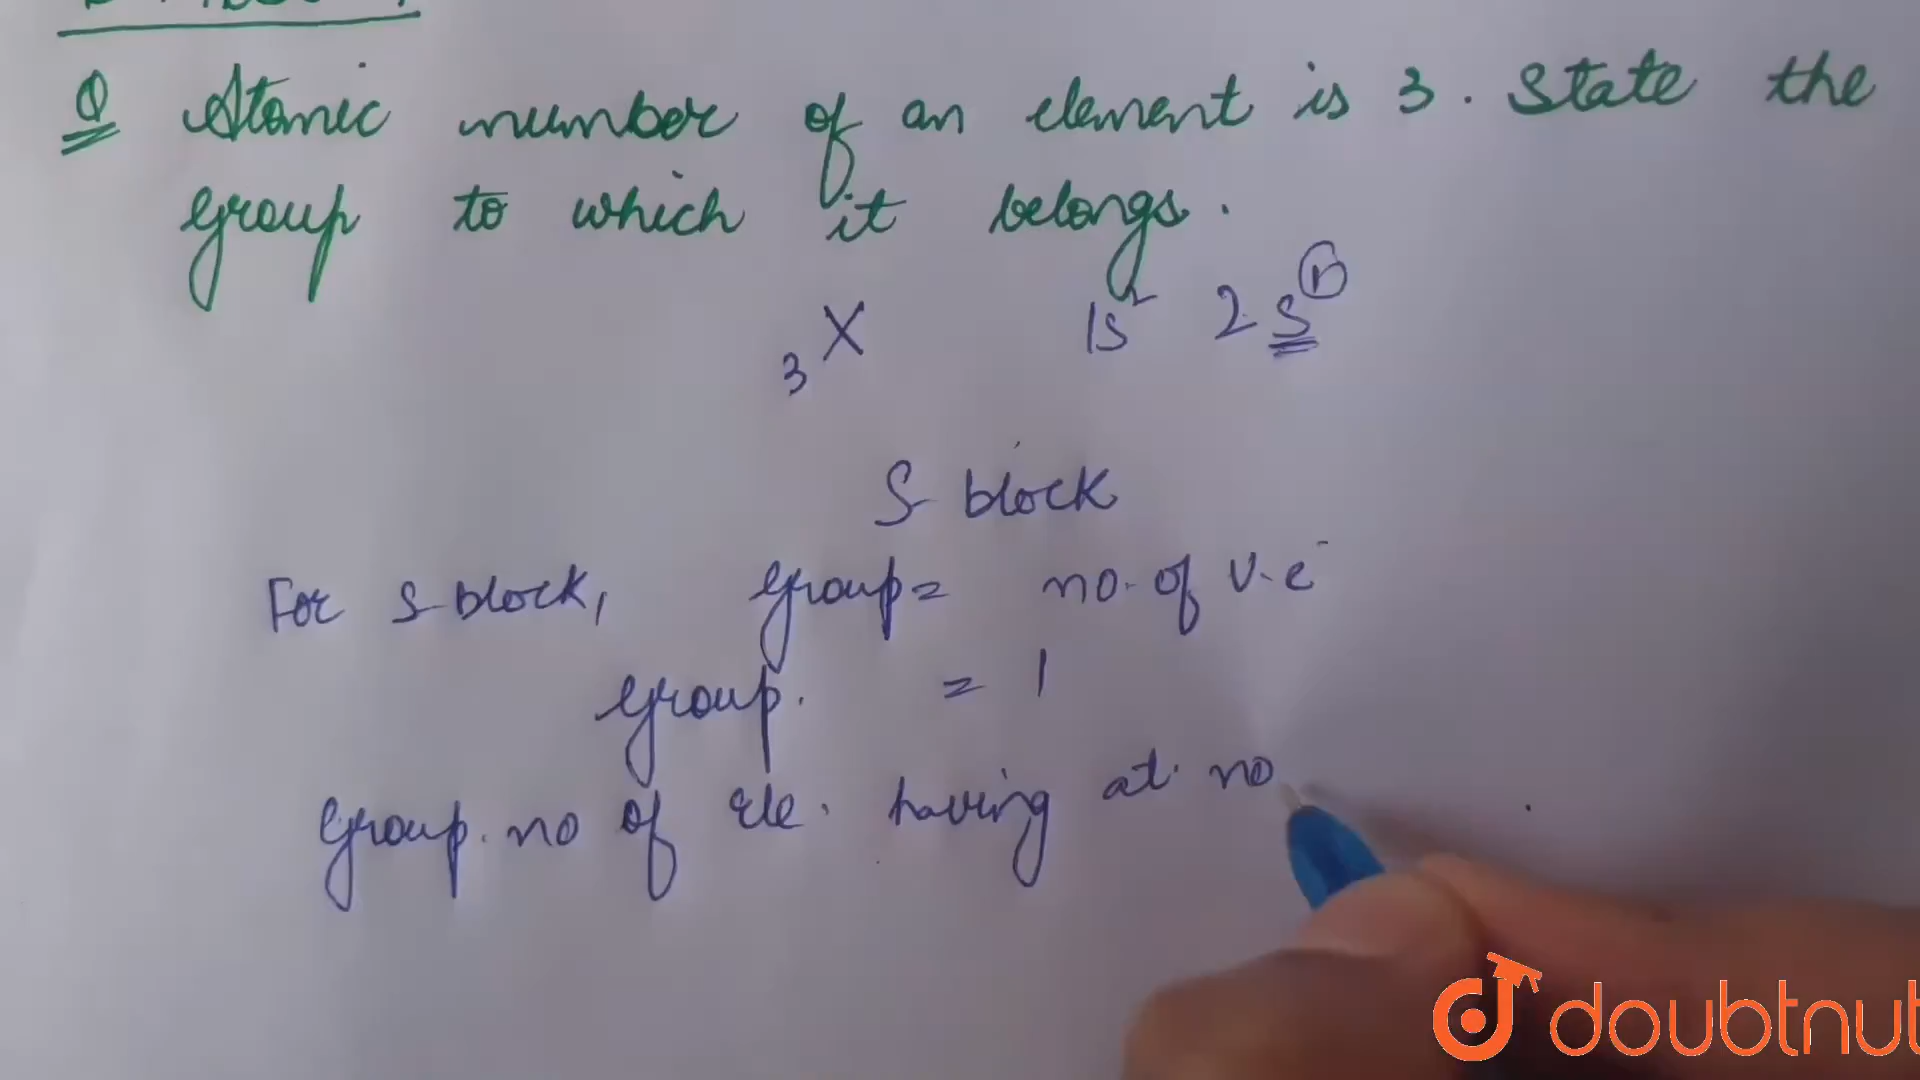 Q Atomic number of an element is 3. State the
group to which it belongs.
₃X 1s² 2s¹
S block
For s-block, group = no. of v.e⁻
group. = 1
group. no of ele. having at. no
doubtnut